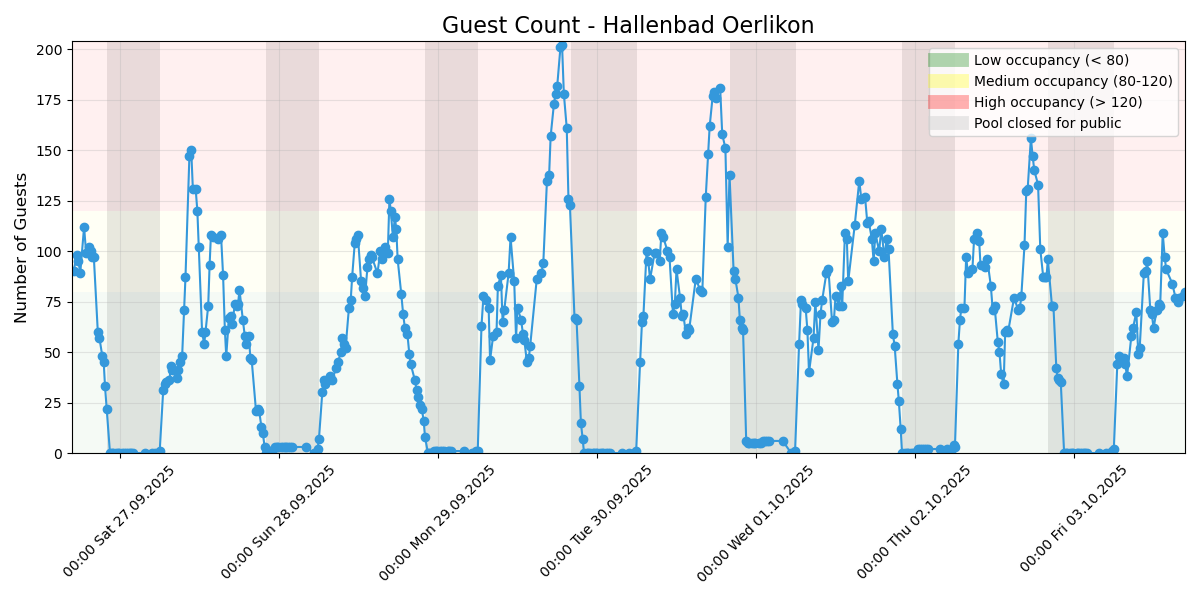 Guest Count - Hallenbad Oerlikon
Number of Guests
200
175
150
125
100
75
50
25
0
Low occupancy (< 80)
Medium occupancy (80-120)
High occupancy (> 120)
Pool closed for public
00:00 Sat 27.09.2025
00:00 Sun 28.09.2025
00:00 Mon 29.09.2025
00:00 Tue 30.09.2025
00:00 Wed 01.10.2025
00:00 Thu 02.10.2025
00:00 Fri 03.10.2025